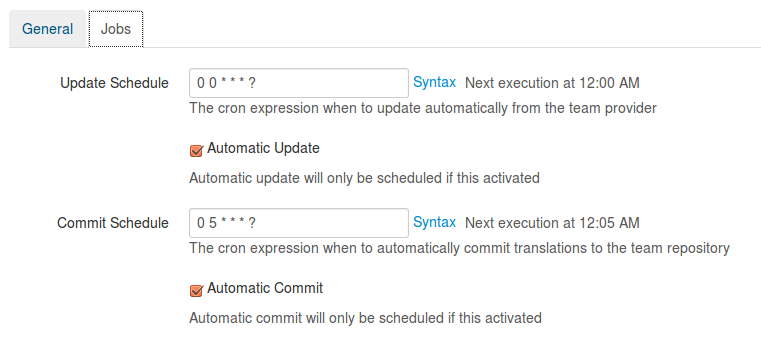 General Jobs
Update Schedule 0 0 * * * ? Syntax Next execution at 12:00 AM
The cron expression when to update automatically from the team provider
Automatic Update
Automatic update will only be scheduled if this activated
Commit Schedule 0 5 * * * ? Syntax Next execution at 12:05 AM
The cron expression when to automatically commit translations to the team repository
Automatic Commit
Automatic commit will only be scheduled if this activated